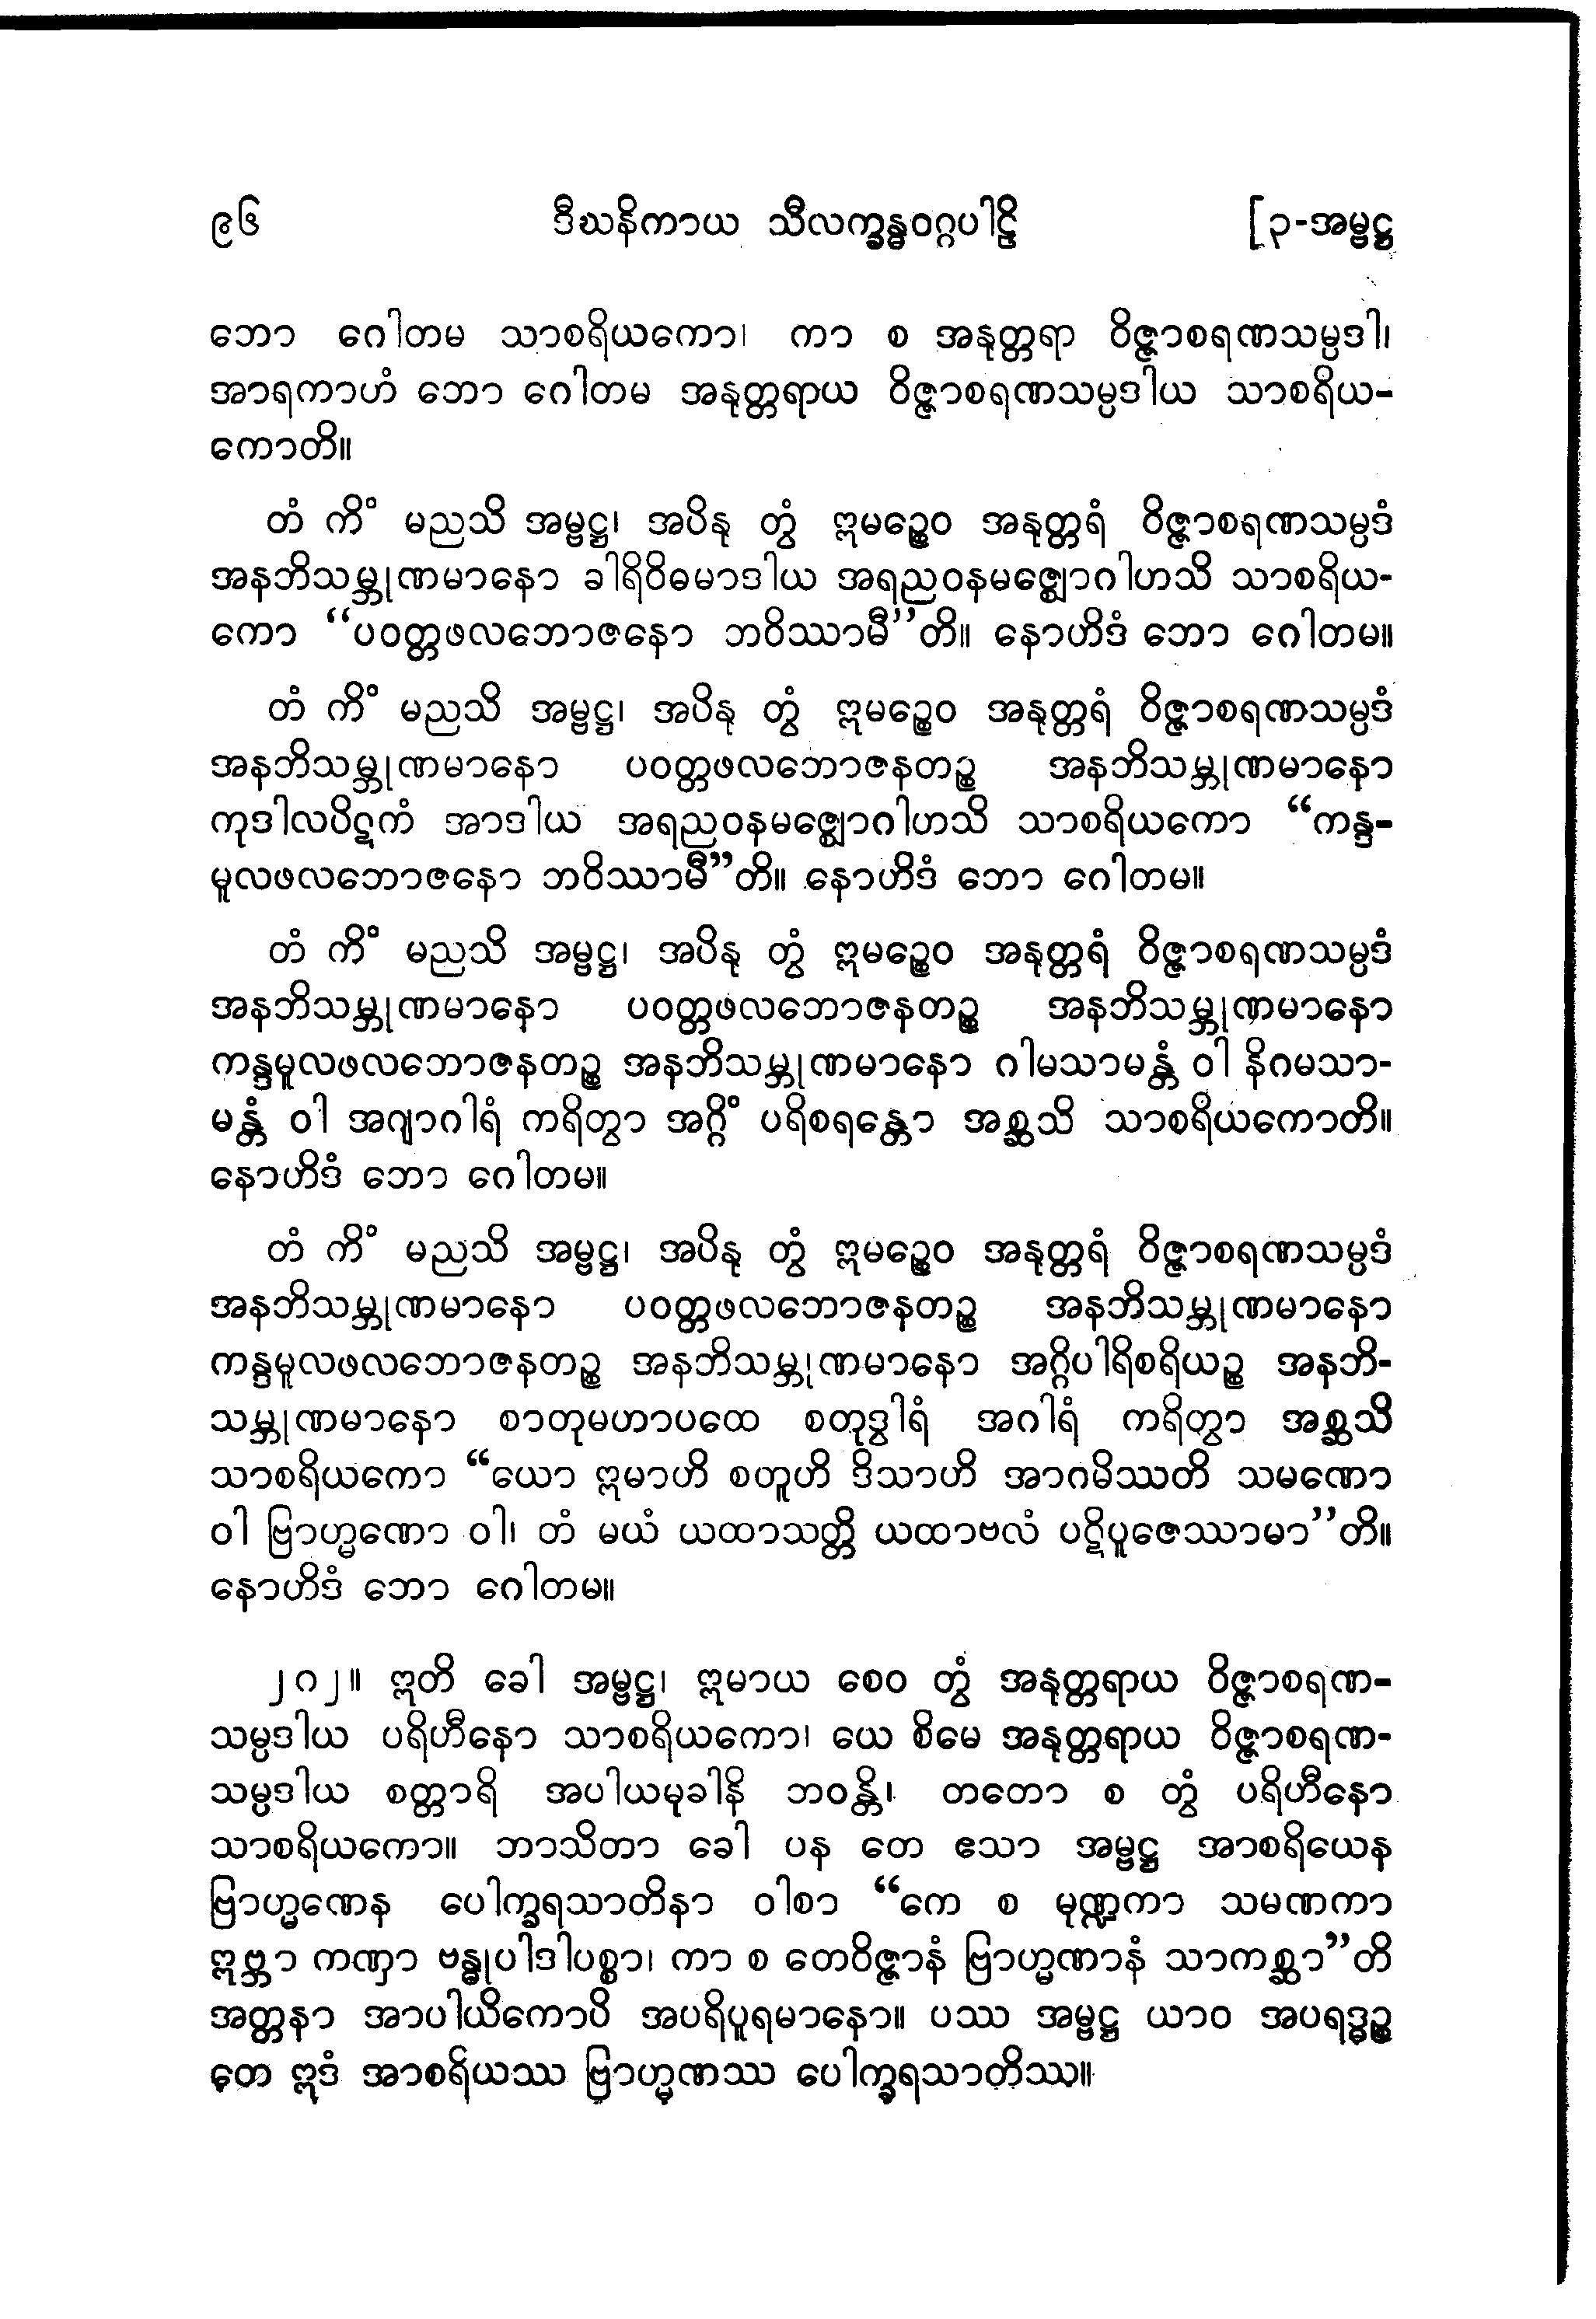 ၉၆ ဒီဃနိကာယ သီလက္ခန္ဓဝဂ္ဂပါဠိ [၃-အမ္ဗဋ္ဌ
ဘော ဂေါတမ သာစရိယကော၊ ကာ စ အနုတ္တရာ ဝိဇ္ဇာစရဏသမ္ပဒါ၊
အာရကာဟံ ဘော ဂေါတမ အနုတ္တရာယ ဝိဇ္ဇာစရဏသမ္ပဒါယ သာစရိယ-
ကောတိ။
တံ ကိံ မညသိ အမ္ဗဋ္ဌ၊ အပိနု တွံ ဣမဉ္စေဝ အနုတ္တရံ ဝိဇ္ဇာစရဏသမ္ပဒံ
အနဘိသမ္ဘုဏမာနော ခါရိဝိဓမာဒါယ အရညဝနမဇ္ဈောဂါဟသိ သာစရိယ-
ကော “ပဝတ္တဖလဘောဇနော ဘဝိဿာမီ”တိ။ နောဟိဒံ ဘော ဂေါတမ။
တံ ကိံ မညသိ အမ္ဗဋ္ဌ၊ အပိနု တွံ ဣမဉ္စေဝ အနုတ္တရံ ဝိဇ္ဇာစရဏသမ္ပဒံ
အနဘိသမ္ဘုဏမာနော ပဝတ္တဖလဘောဇနတဉ္စ အနဘိသမ္ဘုဏမာနော
ကုဒါလပိဋကံ အာဒါယ အရညဝနမဇ္ဈောဂါဟသိ သာစရိယကော “ကန္ဒ-
မူလဖလဘောဇနော ဘဝိဿာမီ”တိ။ နောဟိဒံ ဘော ဂေါတမ။
တံ ကိံ မညသိ အမ္ဗဋ္ဌ၊ အပိနု တွံ ဣမဉ္စေဝ အနုတ္တရံ ဝိဇ္ဇာစရဏသမ္ပဒံ
အနဘိသမ္ဘုဏမာနော ပဝတ္တဖလဘောဇနတဉ္စ အနဘိသမ္ဘုဏမာနော
ကန္ဒမူလဖလဘောဇနတဉ္စ အနဘိသမ္ဘုဏမာနော ဂါမသာမန္တံ ဝါ နိဂမသာ-
မန္တံ ဝါ အဂျာဂါရံ ကရိတွာ အဂ္ဂိံ ပရိစရန္တော အစ္ဆသိ သာစရိယကောတိ။
နောဟိဒံ ဘော ဂေါတမ။
တံ ကိံ မညသိ အမ္ဗဋ္ဌ၊ အပိနု တွံ ဣမဉ္စေဝ အနုတ္တရံ ဝိဇ္ဇာစရဏသမ္ပဒံ
အနဘိသမ္ဘုဏမာနော ပဝတ္တဖလဘောဇနတဉ္စ အနဘိသမ္ဘုဏမာနော
ကန္ဒမူလဖလဘောဇနတဉ္စ အနဘိသမ္ဘုဏမာနော အဂ္ဂိပါရိစရိယဉ္စ အနဘိ-
သမ္ဘုဏမာနော စာတုမဟာပထေ စတုဒွါရံ အဂါရံ ကရိတွာ အစ္ဆသိ
သာစရိယကော “ယော ဣမာဟိ စတူဟိ ဒိသာဟိ အာဂမိဿတိ သမဏော
ဝါ ဗြာဟ္မဏော ဝါ၊ တံ မယံ ယထာသတ္တိ ယထာဗလံ ပဋိပူဇေဿာမာ”တိ။
နောဟိဒံ ဘော ဂေါတမ။
၂၇၂။ ဣတိ ခေါ အမ္ဗဋ္ဌ၊ ဣမာယ စေဝ တွံ အနုတ္တရာယ ဝိဇ္ဇာစရဏ-
သမ္ပဒါယ ပရိဟီနော သာစရိယကော၊ ယေ စိမေ အနုတ္တရာယ ဝိဇ္ဇာစရဏ-
သမ္ပဒါယ စတ္တာရိ အပါယမုခါနိ ဘဝန္တိ၊ တတော စ တွံ ပရိဟီနော
သာစရိယကော။ ဘာသိတာ ခေါ ပန တေ ဧသာ အမ္ဗဋ္ဌ အာစရိယေန
ဗြာဟ္မဏေန ပေါက္ခရသာတိနာ ဝါစာ “ကေ စ မုဏ္ဍကာ သမဏကာ
ဣဗ္ဘာ ကဏှာ ဗန္ဓုပါဒါပစ္စာ၊ ကာ စ တေဝိဇ္ဇာနံ ဗြာဟ္မဏာနံ သာကစ္ဆာ”တိ
အတ္တနာ အာပါယိကောပိ အပရိပူရမာနော။ ပဿ အမ္ဗဋ္ဌ ယာဝ အပရဒ္ဓဉ္စ
တေ ဣဒံ အာစရိယဿ ဗြာဟ္မဏဿ ပေါက္ခရသာတိဿ။